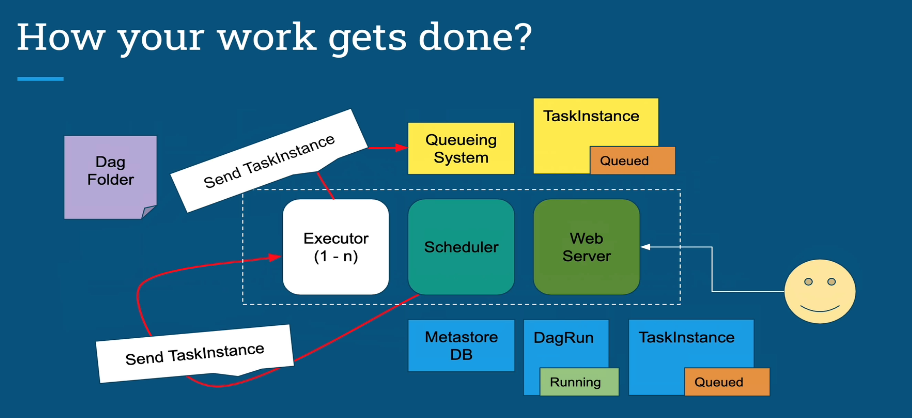 How your work gets done?
Dag
Folder
Send TaskInstance
Queueing
System
TaskInstance
Queued
Executor
(1 - n)
Scheduler
Web
Server
Send TaskInstance
Metastore
DB
DagRun
Running
TaskInstance
Queued